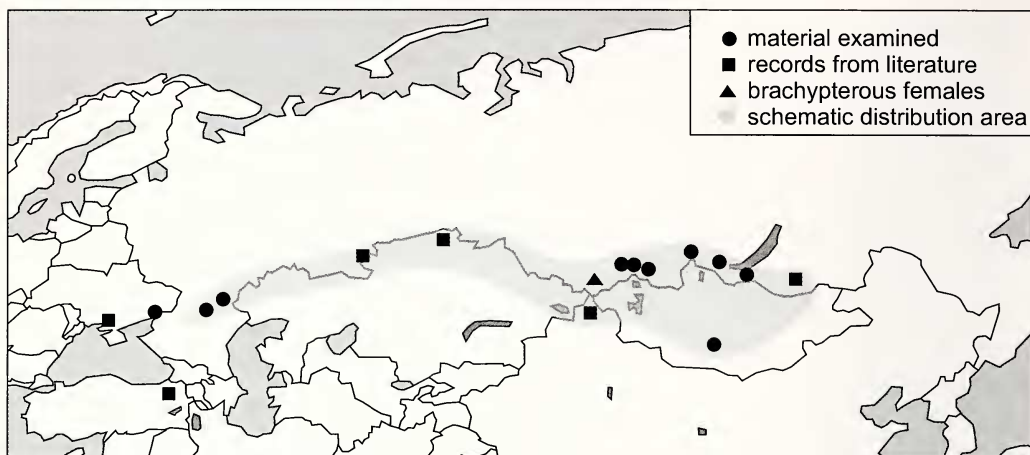 material examined
records from literature
brachypterous females
schematic distribution area